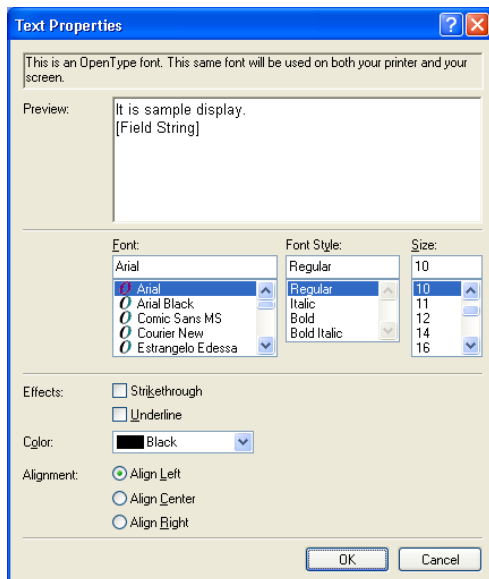 Text Properties
This is an OpenType font. This same font will be used on both your printer and your
screen.
Preview:
It is sample display.
[Field String]
Font:
Font Style:
Size:
Arial
Regular
10
Arial
Arial Black
Comic Sans MS
Courier New
Estrangelo Edessa
Regular
Italic
Bold
Bold Italic
10
11
12
14
16
Effects:
Strikethrough
Underline
Color:
Black
Alignment:
Align Left
Align Center
Align Right
OK
Cancel